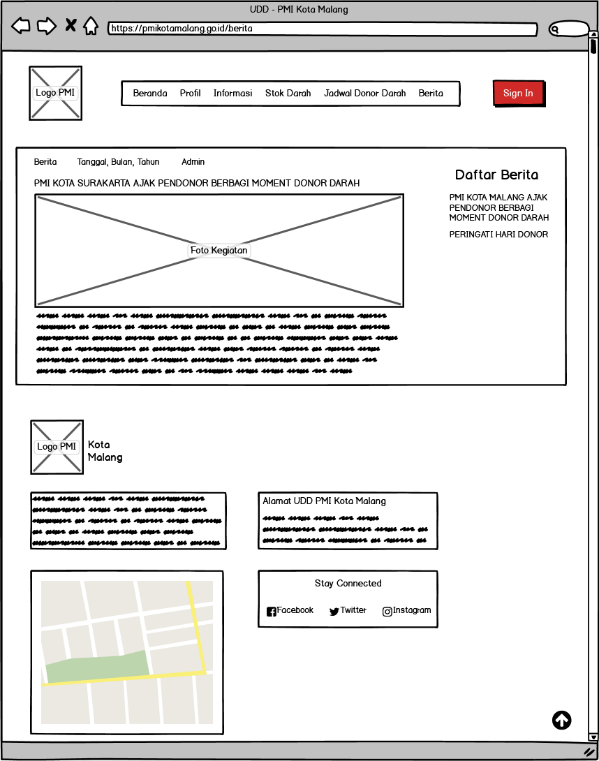 UDD - PMI Kota Malang
https://pmikotamalang.go.id/berita
Logo PMI
Beranda Profil Informasi Stok Darah Jadwal Donor Darah Berita
Sign In
Berita Tanggal, Bulan, Tahun Admin
PMI KOTA SURAKARTA AJAK PENDONOR BERBAGI MOMENT DONOR DARAH
Foto Kegiatan
Daftar Berita
PMI KOTA MALANG AJAK
PENDONOR BERBAGI
MOMENT DONOR DARAH
PERINGATI HARI DONOR
Logo PMI
Kota
Malang
Alamat UDD PMI Kota Malang
Stay Connected
Facebook Twitter Instagram